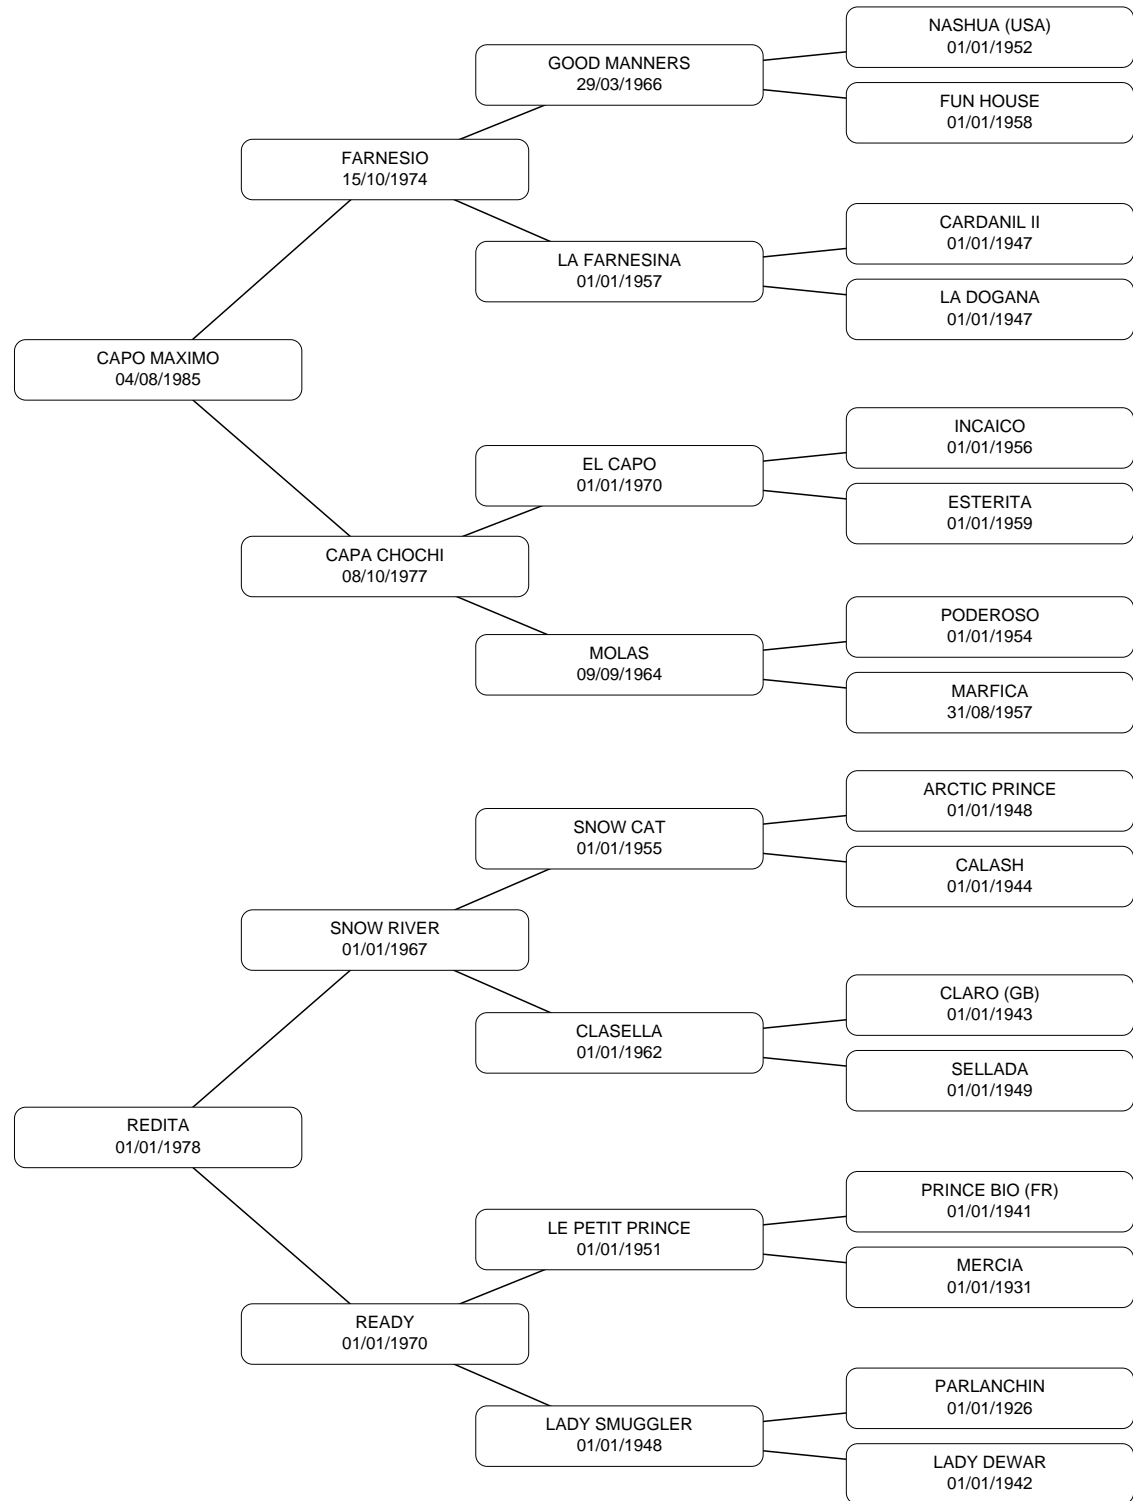 NASHUA (USA)
01/01/1952
GOOD MANNERS
29/03/1966
FUN HOUSE
01/01/1958
FARNESIO
15/10/1974
CARDANIL II
01/01/1947
LA FARNESINA
01/01/1957
LA DOGANA
01/01/1947
CAPO MAXIMO
04/08/1985
INCAICO
01/01/1956
EL CAPO
01/01/1970
ESTERITA
01/01/1959
CAPA CHOCHI
08/10/1977
PODEROSO
01/01/1954
MOLAS
09/09/1964
MARFICA
31/08/1957
ARCTIC PRINCE
01/01/1948
SNOW CAT
01/01/1955
CALASH
01/01/1944
SNOW RIVER
01/01/1967
CLARO (GB)
01/01/1943
CLASELLA
01/01/1962
SELLADA
01/01/1949
REDITA
01/01/1978
PRINCE BIO (FR)
01/01/1941
LE PETIT PRINCE
01/01/1951
MERCIA
01/01/1931
READY
01/01/1970
PARLANCHIN
01/01/1926
LADY SMUGGLER
01/01/1948
LADY DEWAR
01/01/1942